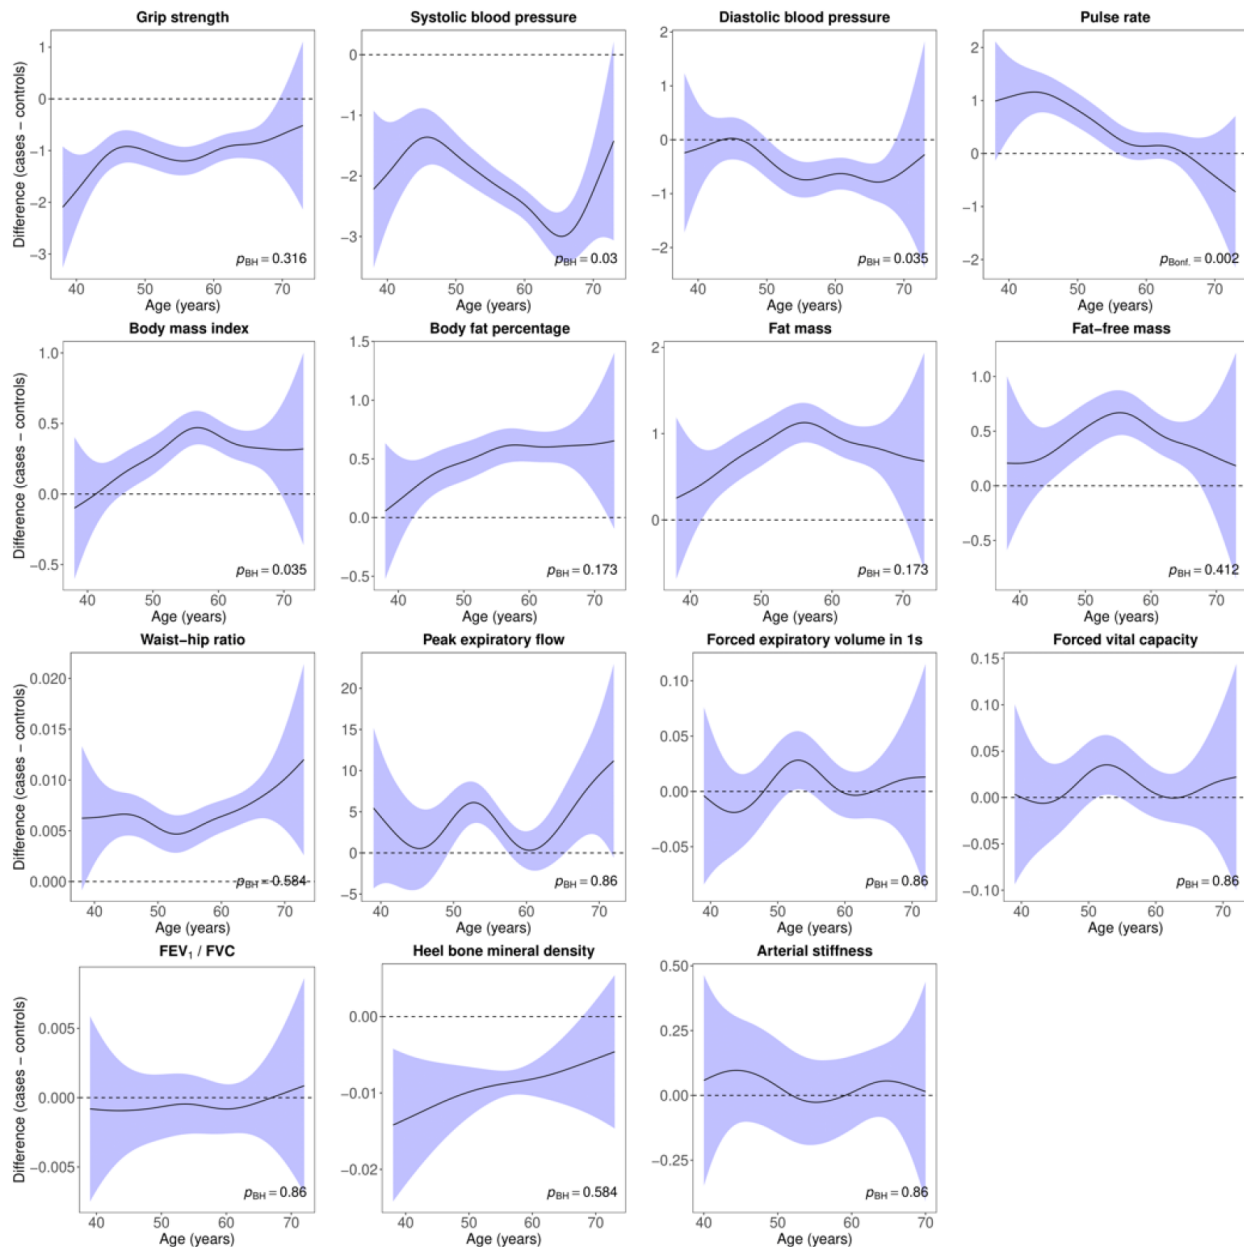 Grip strength
Systolic blood pressure
Diastolic blood pressure
Pulse rate
Difference (cases − controls)
1
0
−1
−2
−3
pBH = 0.316
40 50 60 70
Age (years)
0
−1
−2
−3
pBH = 0.03
40 50 60 70
Age (years)
2
1
0
−1
−2
pBH = 0.035
40 50 60 70
Age (years)
2
1
0
−1
−2
pBonf. = 0.002
40 50 60 70
Age (years)
Body mass index
Body fat percentage
Fat mass
Fat−free mass
Difference (cases − controls)
1.0
0.5
0.0
−0.5
pBH = 0.035
40 50 60 70
Age (years)
1.5
1.0
0.5
0.0
−0.5
pBH = 0.173
40 50 60 70
Age (years)
2
1
0
pBH = 0.173
40 50 60 70
Age (years)
1.0
0.5
0.0
−0.5
pBH = 0.412
40 50 60 70
Age (years)
Waist−hip ratio
Peak expiratory flow
Forced expiratory volume in 1s
Forced vital capacity
Difference (cases − controls)
0.020
0.015
0.010
0.005
0.000
pBH = 0.584
40 50 60 70
Age (years)
20
15
10
5
0
−5
pBH = 0.86
40 50 60 70
Age (years)
0.10
0.05
0.00
−0.05
pBH = 0.86
40 50 60 70
Age (years)
0.15
0.10
0.05
0.00
−0.05
−0.10
pBH = 0.86
40 50 60 70
Age (years)
FEV1 / FVC
Heel bone mineral density
Arterial stiffness
Difference (cases − controls)
0.005
0.000
−0.005
pBH = 0.86
40 50 60 70
Age (years)
0.00
−0.01
−0.02
pBH = 0.584
40 50 60 70
Age (years)
0.50
0.25
0.00
−0.25
pBH = 0.86
40 50 60 70
Age (years)